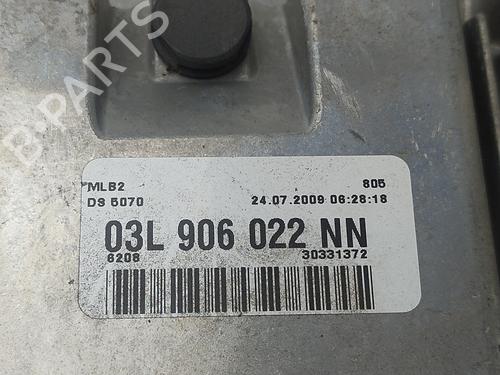 B-PARTS
MLB2 805
DS 5070 24.07.2009 06:28:18
03L 906 022 NN
6208 30331372